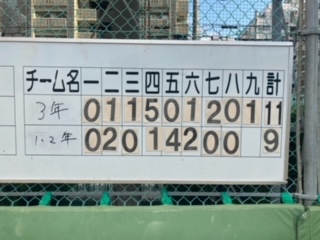 チーム名 一 二 三 四 五 六 七 八 九 計
3年 0 1 1 5 0 1 2 0 1 11
1.2年 0 2 0 1 4 2 0 0 9